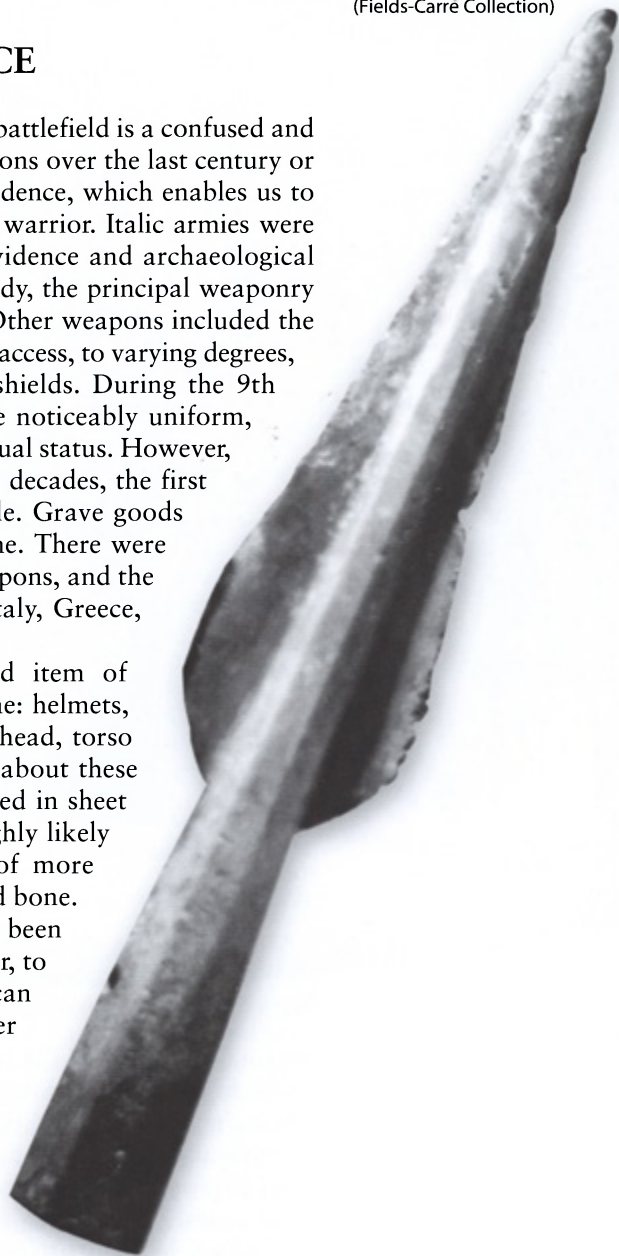 (Fields-Carré Collection)
CE
battlefield is a confused and
ons over the last century or
dence, which enables us to
warrior. Italic armies were
vidence and archaeological
dy, the principal weaponry
Other weapons included the
access, to varying degrees,
shields. During the 9th
e noticeably uniform,
ual status. However,
decades, the first
le. Grave goods
ne. There were
pons, and the
taly, Greece,
d item of
ne: helmets,
head, torso
about these
ed in sheet
ghly likely
of more
d bone.
been
r, to
can
er